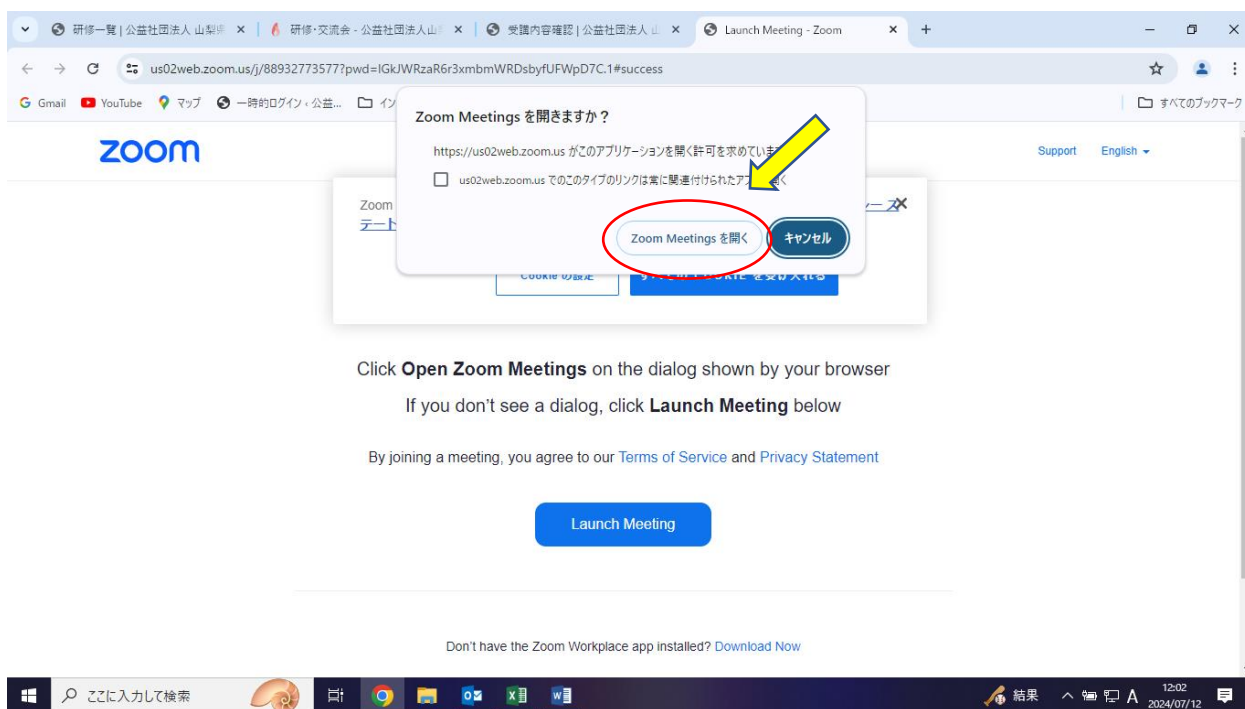 研修一覧 | 公益社団法人 山梨県
研修・交流会 - 公益社団法人山
受講内容確認 | 公益社団法人 山
Launch Meeting - Zoom
us02web.zoom.us/j/88932773577?pwd=IGkJWRzaR6r3xmbmWRDsbyfUFWpD7C.1#success
Gmail YouTube マップ 一時的ログイン ‹ 公益... イン すべてのブックマーク
Zoom Meetings を開きますか？
https://us02web.zoom.us がこのアプリケーションを開く許可を求めていま
us02web.zoom.us でのこのタイプのリンクは常に関連付けられたア 開く
Zoom Meetings を開く キャンセル
zoom
Support English
Zoom
テート
Cookie の設定
Click Open Zoom Meetings on the dialog shown by your browser
If you don't see a dialog, click Launch Meeting below
By joining a meeting, you agree to our Terms of Service and Privacy Statement
Launch Meeting
Don't have the Zoom Workplace app installed? Download Now
ここに入力して検索
結果 A 12:02
2024/07/12